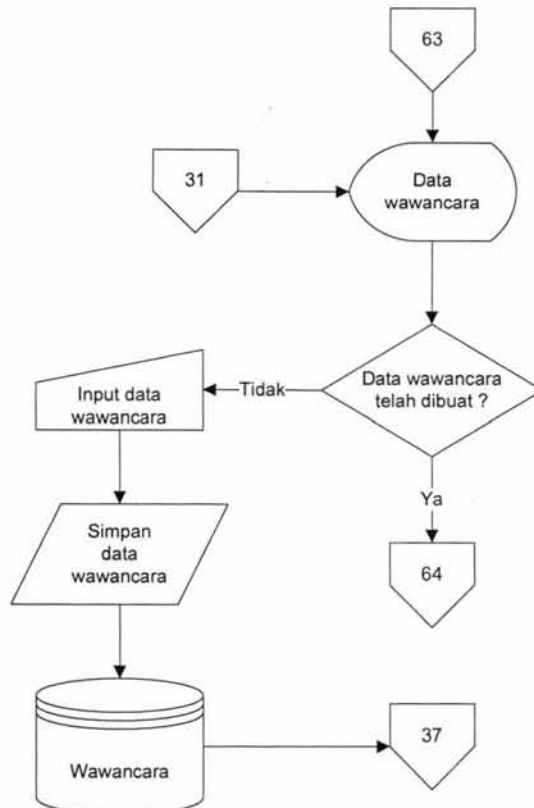 63
31
Data
wawancara
Data wawancara
telah dibuat ?
Tidak
Input data
wawancara
Ya
Simpan
data
wawancara
64
Wawancara
37